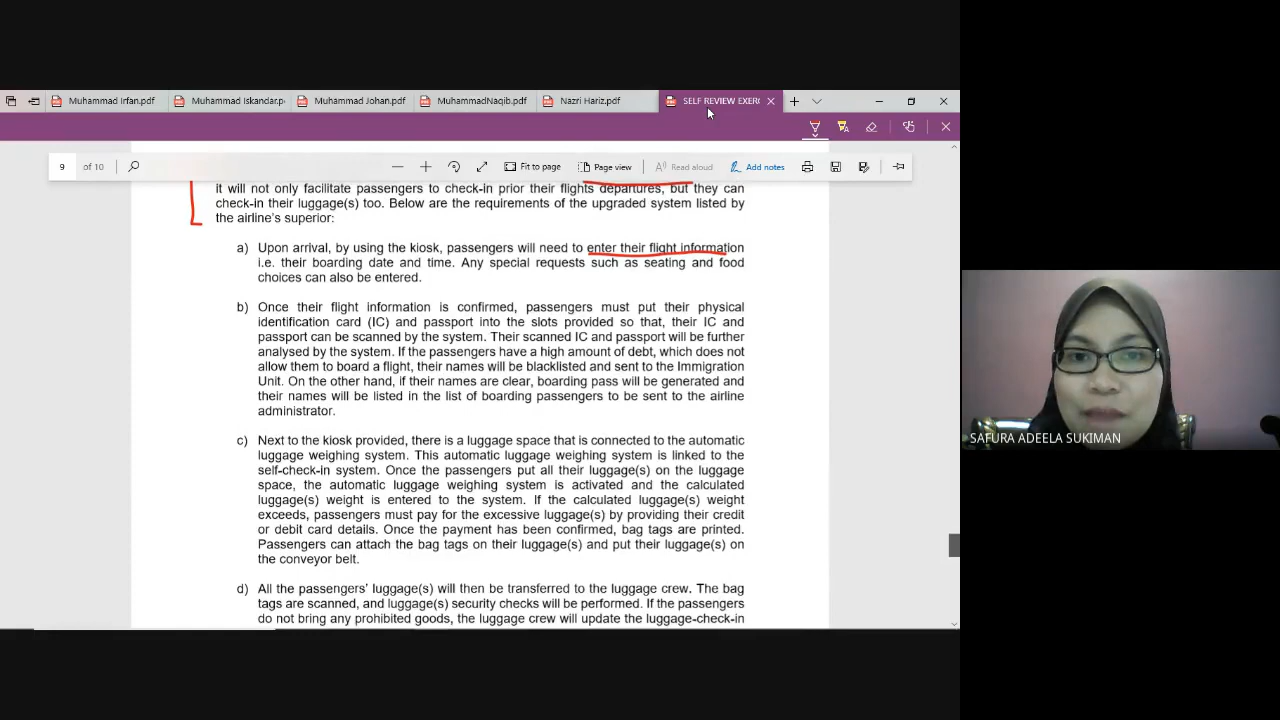 Muhammad Irfan.pdf Muhammad Iskandar.p Muhammad Johan.pdf MuhammadNaqib.pdf Nazri Hariz.pdf SELF REVIEW EXER
9 of 10 Fit to page Page view Read aloud Add notes
it will not only facilitate passengers to check-in prior their flights departures, but they can
check-in their luggage(s) too. Below are the requirements of the upgraded system listed by
the airline's superior:
a) Upon arrival, by using the kiosk, passengers will need to enter their flight information
i.e. their boarding date and time. Any special requests such as seating and food
choices can also be entered.
b) Once their flight information is confirmed, passengers must put their physical
identification card (IC) and passport into the slots provided so that, their IC and
passport can be scanned by the system. Their scanned IC and passport will be further
analysed by the system. If the passengers have a high amount of debt, which does not
allow them to board a flight, their names will be blacklisted and sent to the Immigration
Unit. On the other hand, if their names are clear, boarding pass will be generated and
their names will be listed in the list of boarding passengers to be sent to the airline
administrator.
c) Next to the kiosk provided, there is a luggage space that is connected to the automatic
luggage weighing system. This automatic luggage weighing system is linked to the
self-check-in system. Once the passengers put all their luggage(s) on the luggage
space, the automatic luggage weighing system is activated and the calculated
luggage(s) weight is entered to the system. If the calculated luggage(s) weight
exceeds, passengers must pay for the excessive luggage(s) by providing their credit
or debit card details. Once the payment has been confirmed, bag tags are printed.
Passengers can attach the bag tags on their luggage(s) and put their luggage(s) on
the conveyor belt.
d) All the passengers' luggage(s) will then be transferred to the luggage crew. The bag
tags are scanned, and luggage(s) security checks will be performed. If the passengers
do not bring any prohibited goods, the luggage crew will update the luggage-check-in
SAFURA ADEELA SUKIMAN